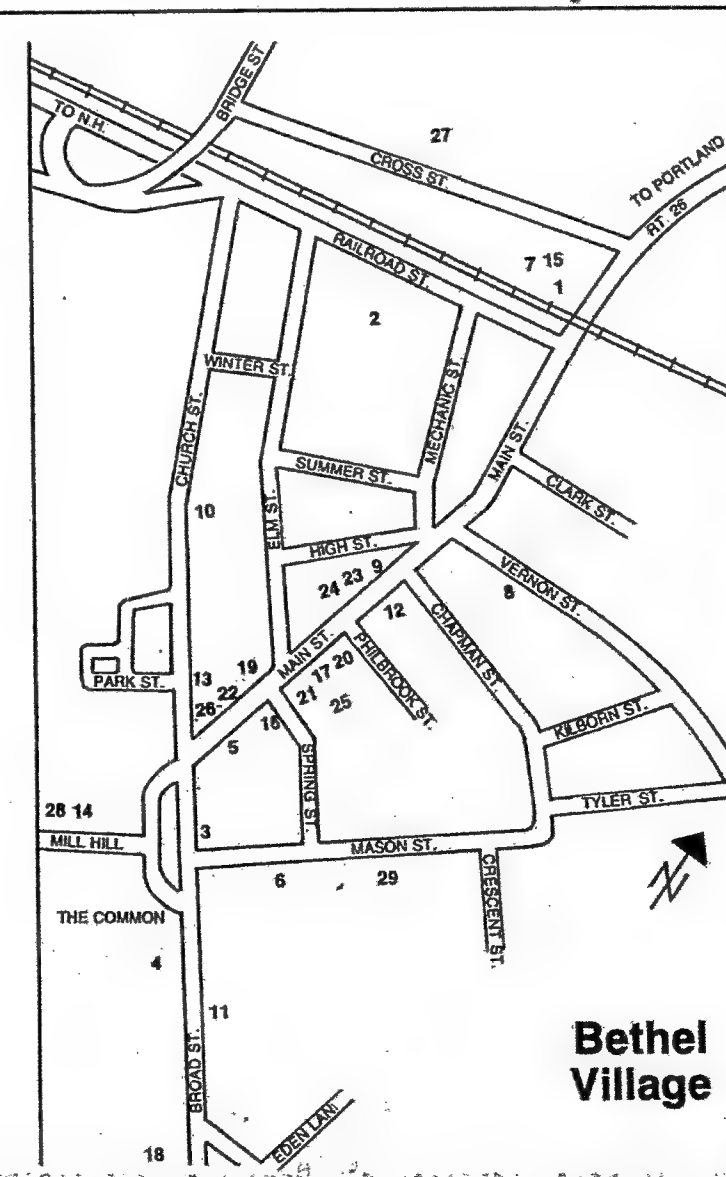 BRIDGE ST
TO N.H.
27
CROSS ST.
TO PORTLAND
RT. 26
7 15
1
RAILROAD ST.
2
WINTER ST.
MECHANIC ST.
CHURCH ST.
MAIN ST.
SUMMER ST.
CLARK ST.
10
ELM ST.
HIGH ST.
24 23 9
VERNON ST.
8
12
CHAPMAN ST.
MAIN ST.
PHILBROOK ST.
19
17 20
13
PARK ST.
22
21
25
26
16
KILBORN ST.
5
SPRING ST.
TYLER ST.
28 14
3
MILL HILL
MASON ST.
CRESCENT ST.
6
29
N
THE COMMON
4
11
BROAD ST.
Bethel
Village
EDEN LAN
18